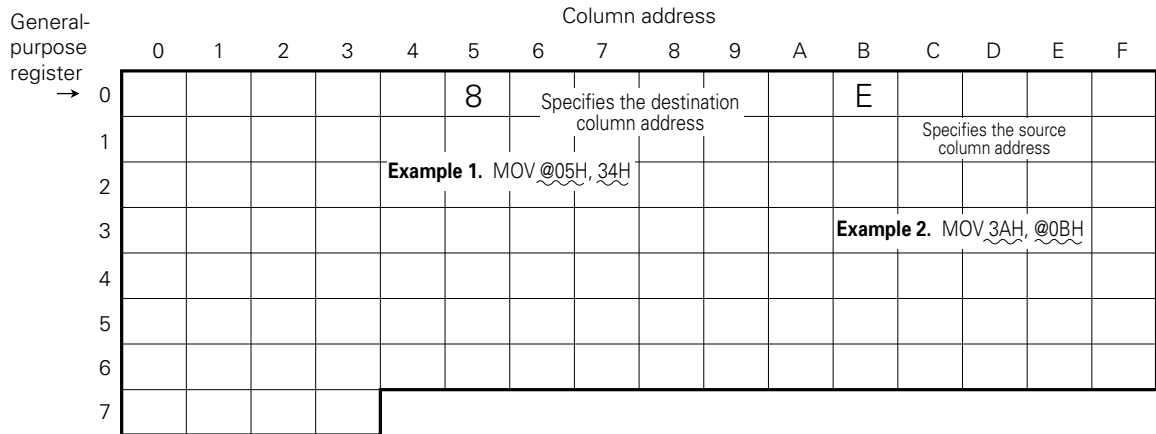 Column address
General-
purpose
register
→
0 1 2 3 4 5 6 7 8 9 A B C D E F
0 8 E
Specifies the destination
column address
1
Specifies the source
column address
2
Example 1. MOV @05H, 34H
3
Example 2. MOV 3AH, @0BH
4
5
6
7